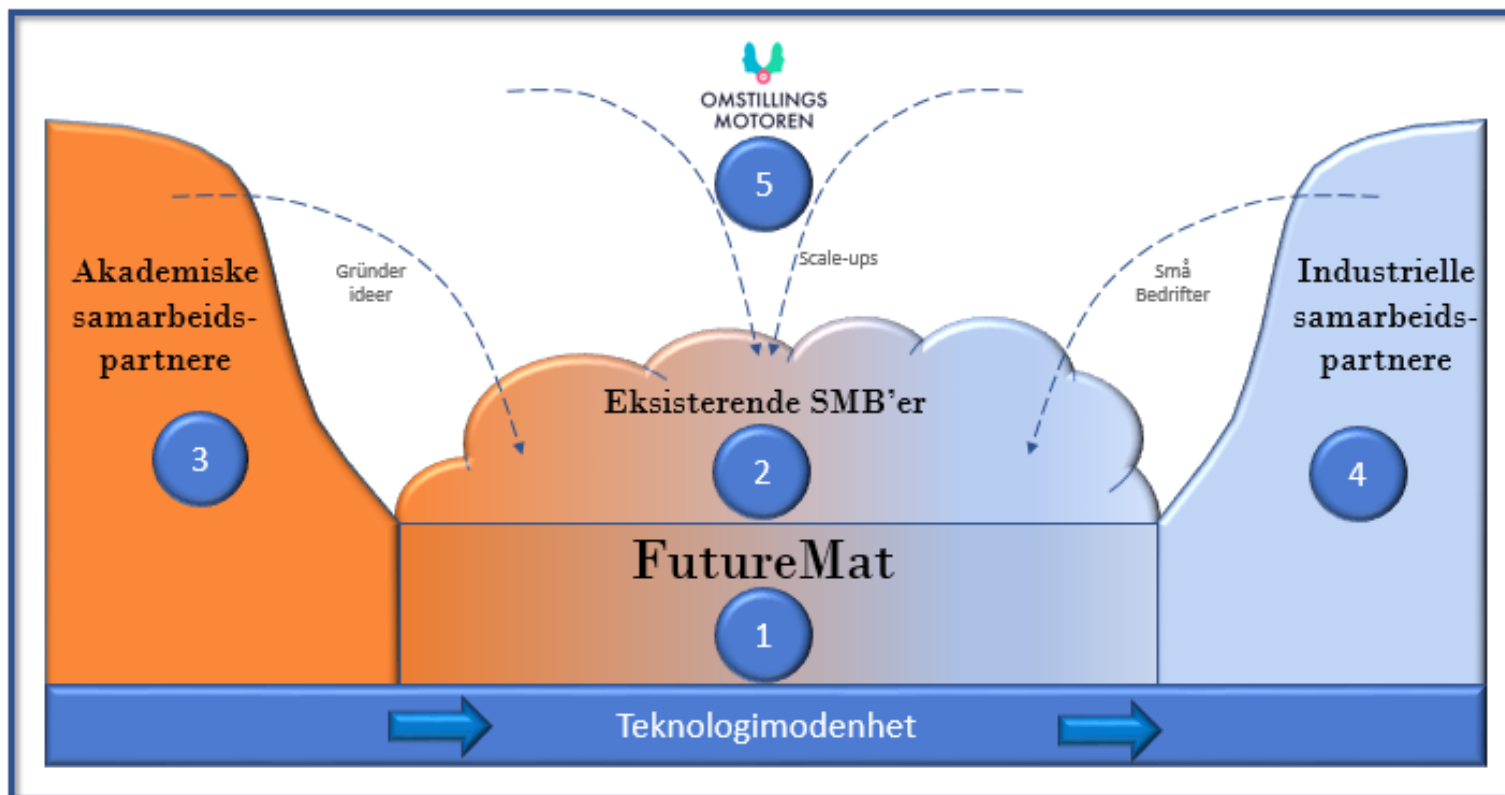 OMSTILLINGS
MOTOREN
5
Gründer
ideer
Scale-ups
Små
Bedrifter
Akademiske
samarbeids-
partnere
3
Industrielle
samarbeids-
partnere
4
Eksisterende SMB’er
2
FutureMat
1
Teknologimodenhet